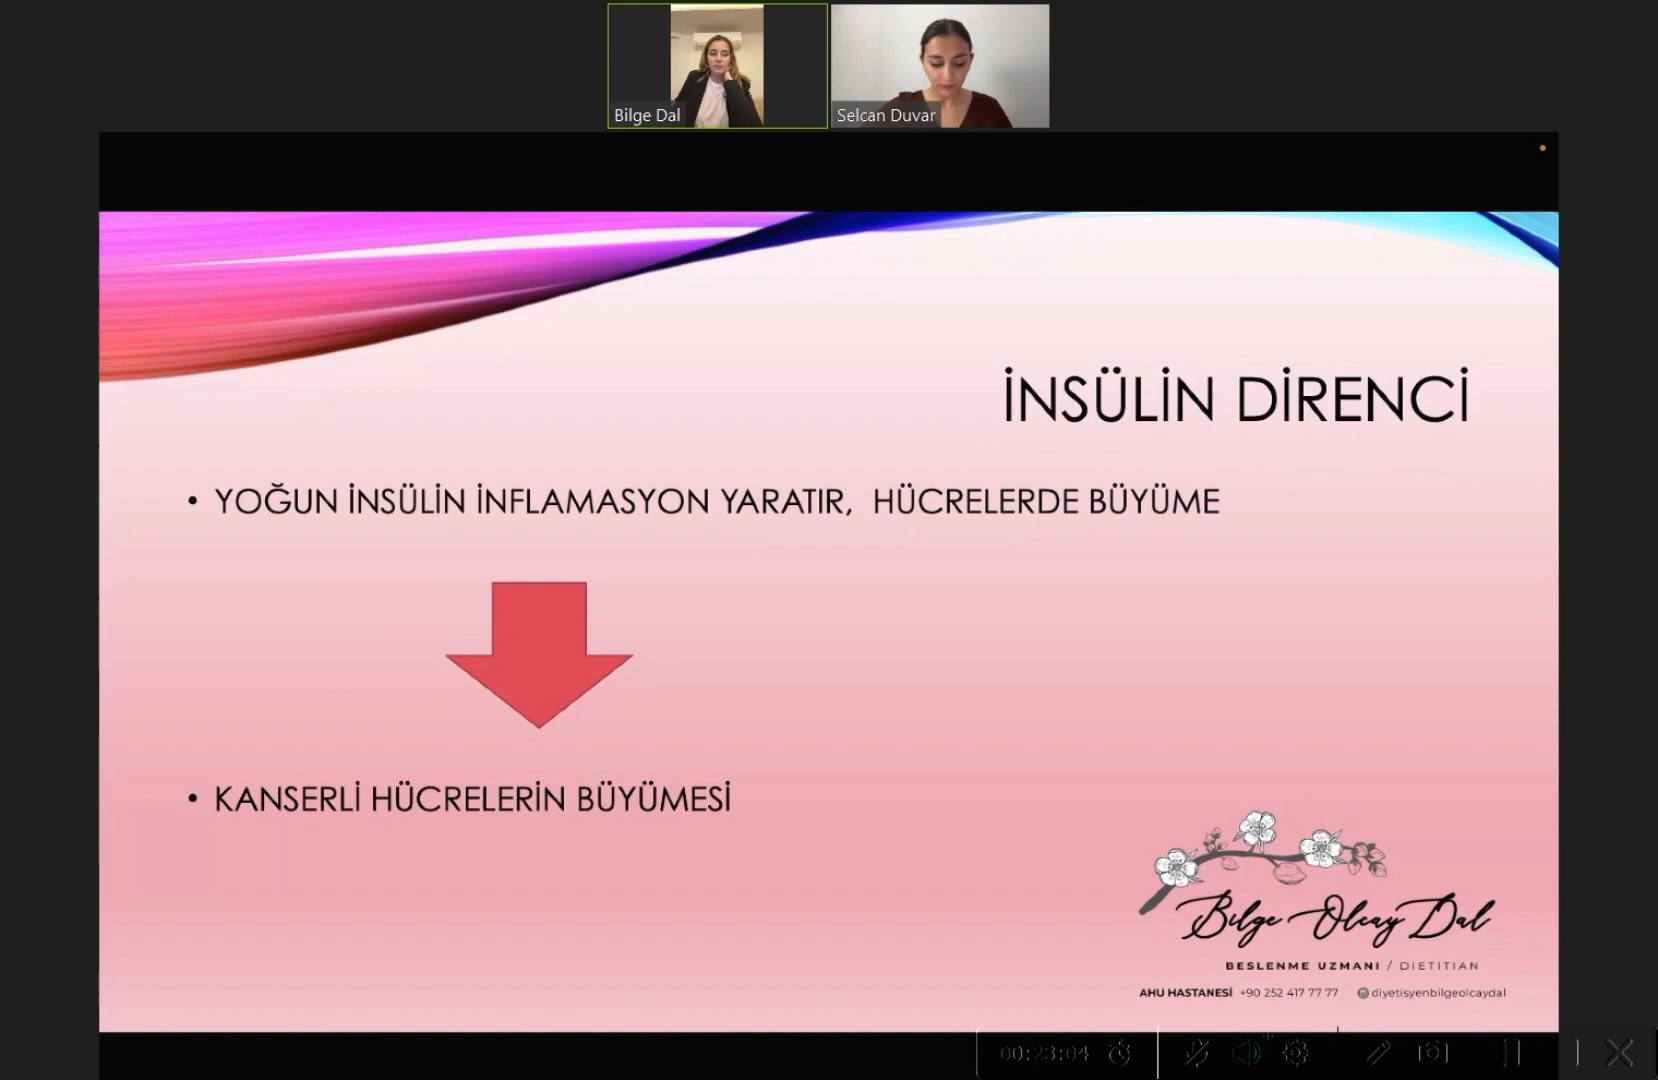 Bilge Dal
Selcan Duvar
İNSÜLİN DİRENCİ
• YOĞUN İNSÜLİN İNFLAMASYON YARATIR,  HÜCRELERDE BÜYÜME
• KANSERLİ HÜCRELERİN BÜYÜMESİ
Bilge Olcay Dal
BESLENME UZMANI / DIETITIAN
AHU HASTANESİ +90 252 417 77 77 diyetisyenbilgeolcaydal
00:23:04